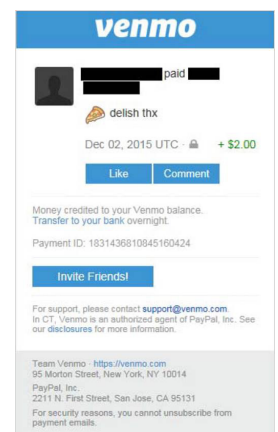 venmo
paid
delish thx
Dec 02, 2015 UTC · + $2.00
Like Comment
Money credited to your Venmo balance.
Transfer to your bank overnight.
Payment ID: 1831436810845160424
Invite Friends!
For support, please contact support@venmo.com.
In CT, Venmo is an authorized agent of PayPal, Inc. See
our disclosures for more information.
Team Venmo · https://venmo.com
95 Morton Street, New York, NY 10014
PayPal, Inc.
2211 N. First Street, San Jose, CA 95131
For security reasons, you cannot unsubscribe from
payment emails.